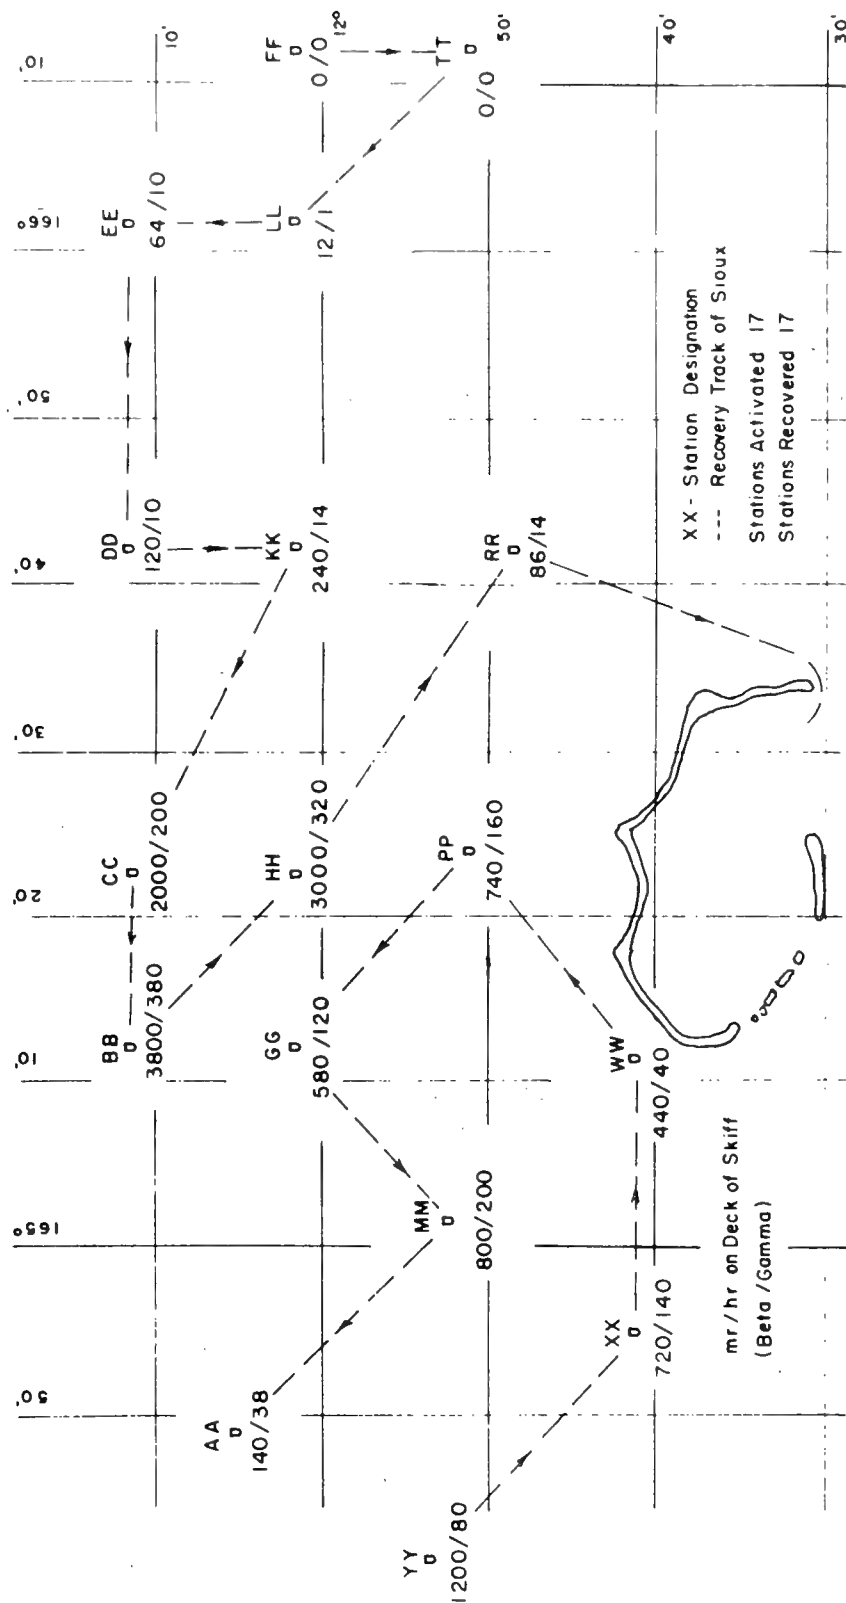 50' 165° 10' 20' 30' 40' 50' 166° 10'
BB CC DD EE
3800/380 2000/200 120/10 64/10
10'
AA
140/38
GG HH KK LL FF
580/120 3000/320 240/14 12/1 0/0
12°
YY MM PP TT
1200/80 800/200 740/160 0/0
RR
86/14
50'
XX WW
720/140 440/40
40'
mr/hr on Deck of Skiff
(Beta/Gamma)
XX - Station Designation
--- Recovery Track of Sioux
Stations Activated 17
Stations Recovered 17
30'